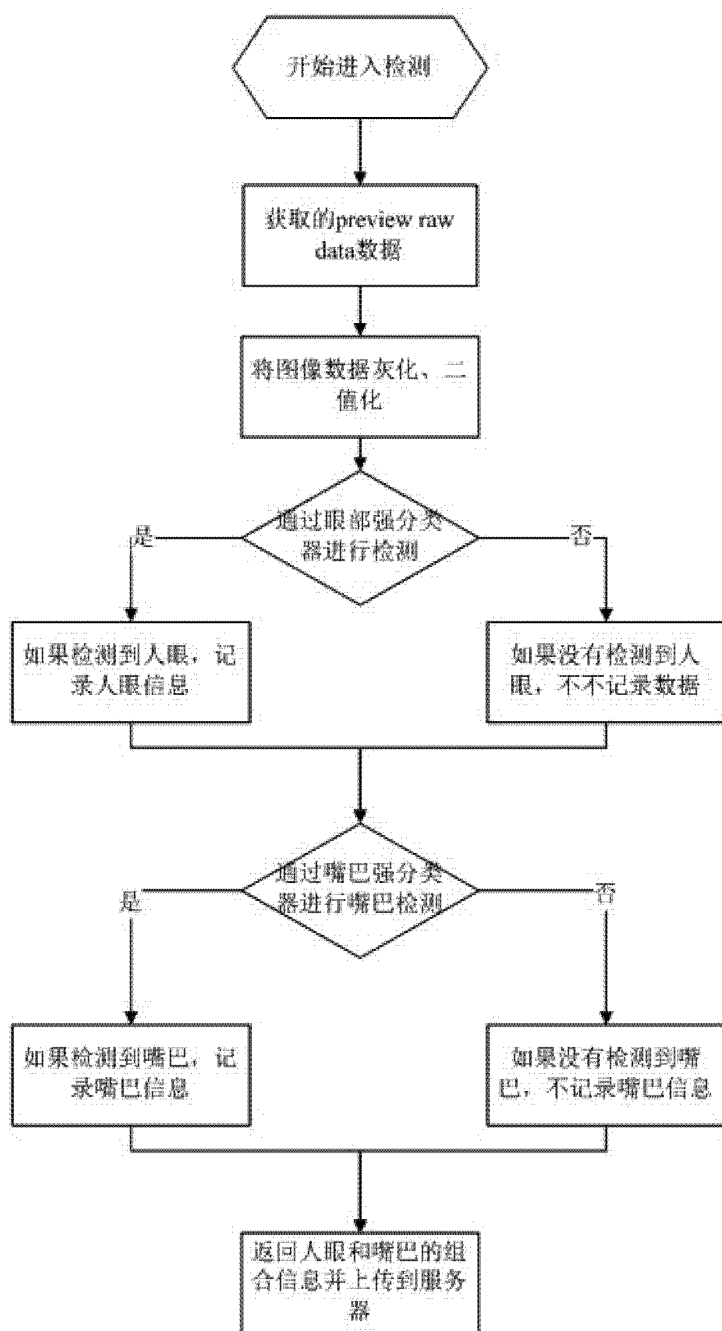 开始进入检测
获取的preview raw
data数据
将图像数据灰化、二
值化
通过眼部强分类
器进行检测
是
否
如果检测到人眼，记
录人眼信息
如果没有检测到人
眼，不不记录数据
通过嘴巴强分类
器进行嘴巴检测
是
否
如果检测到嘴巴，记
录嘴巴信息
如果没有检测到嘴
巴，不记录嘴巴信息
返回人眼和嘴巴的组
合信息并上传到服务
器